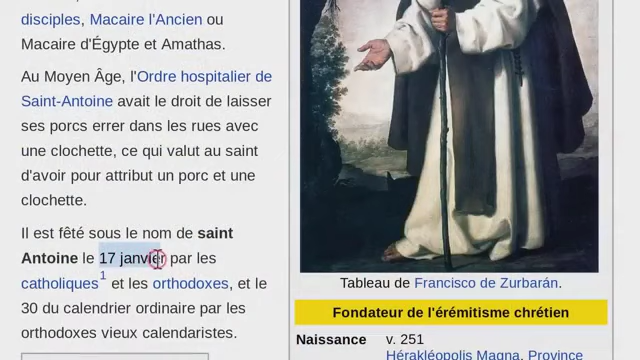 disciples, Macaire l'Ancien ou
Macaire d'Égypte et Amathas.
Au Moyen Âge, l'Ordre hospitalier de
Saint-Antoine avait le droit de laisser
ses porcs errer dans les rues avec
une clochette, ce qui valut au saint
d'avoir pour attribut un porc et une
clochette.
Il est fêté sous le nom de saint
Antoine le 17 janvier par les
catholiques1 et les orthodoxes, et le
30 du calendrier ordinaire par les
orthodoxes vieux calendaristes.
Tableau de Francisco de Zurbarán.
Fondateur de l'érémitisme chrétien
Naissance v. 251
Hérakléopolis Magna, Province